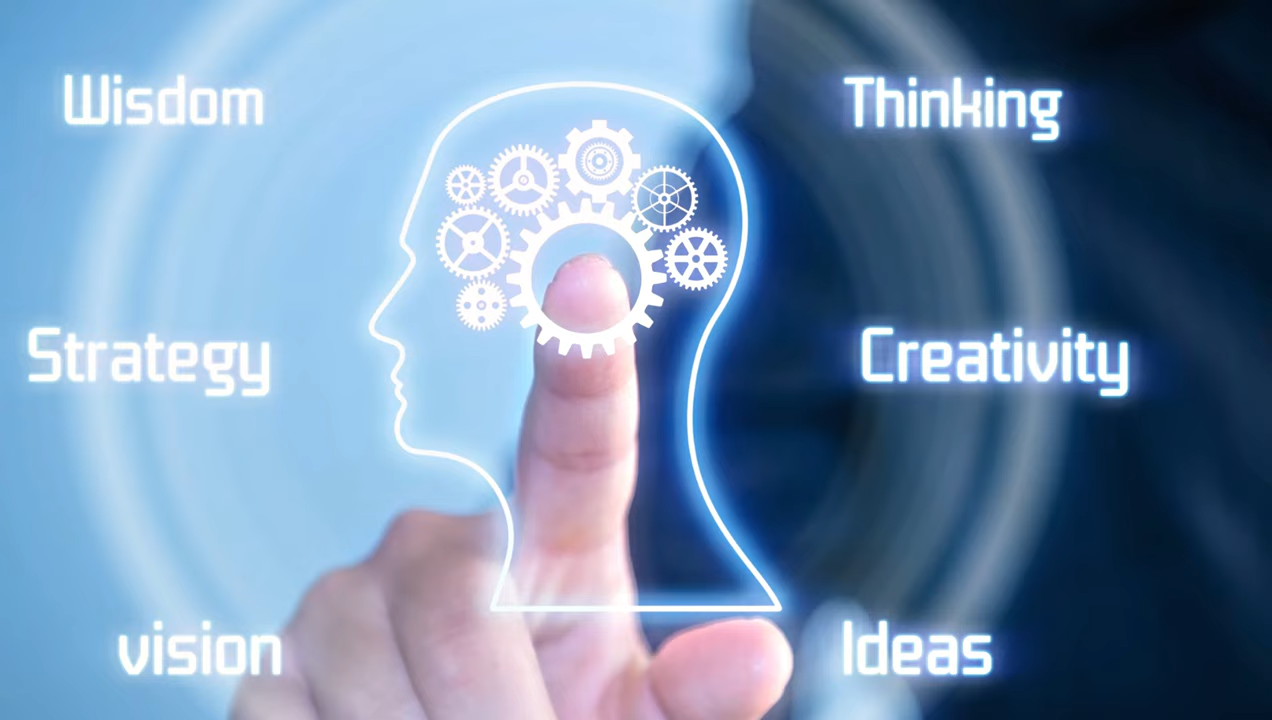 Wisdom
Thinking
Strategy
Creativity
vision
Ideas